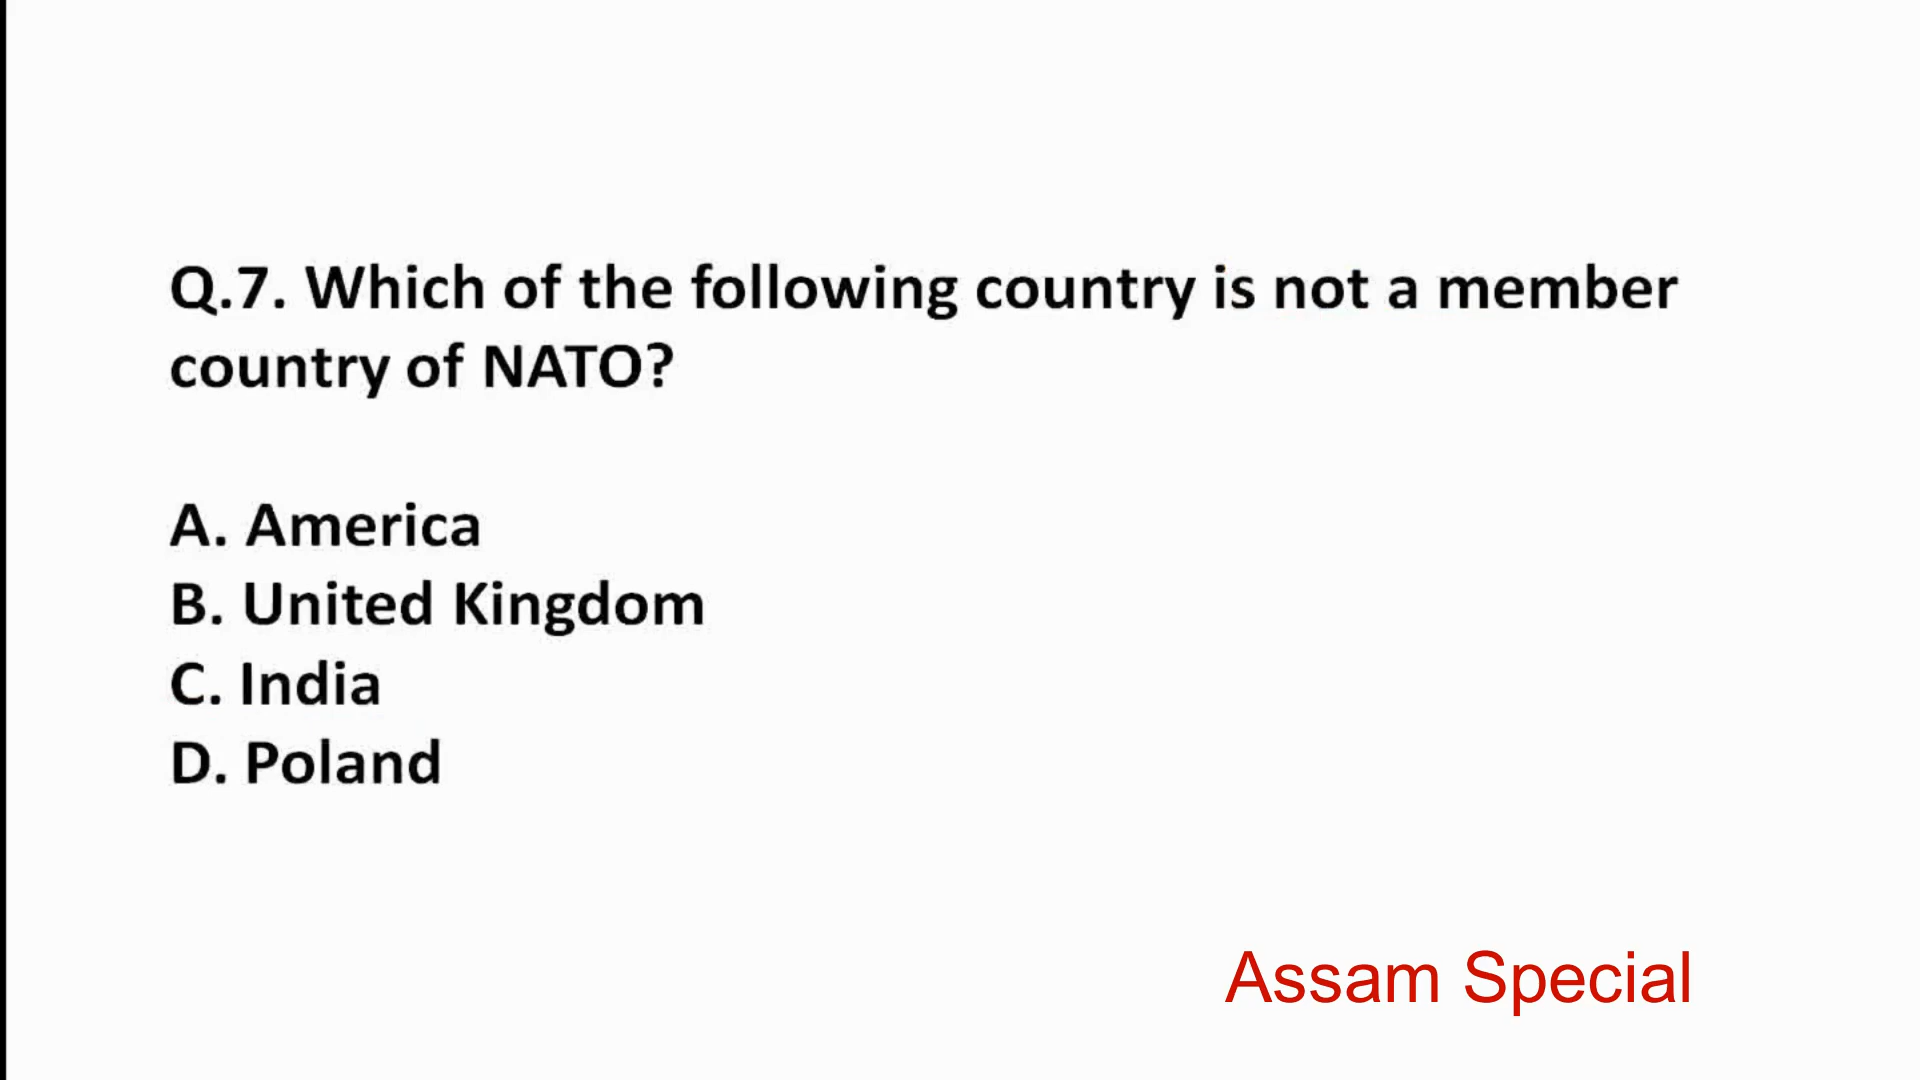 Q.7. Which of the following country is not a member
country of NATO?
A. America
B. United Kingdom
C. India
D. Poland
Assam Special